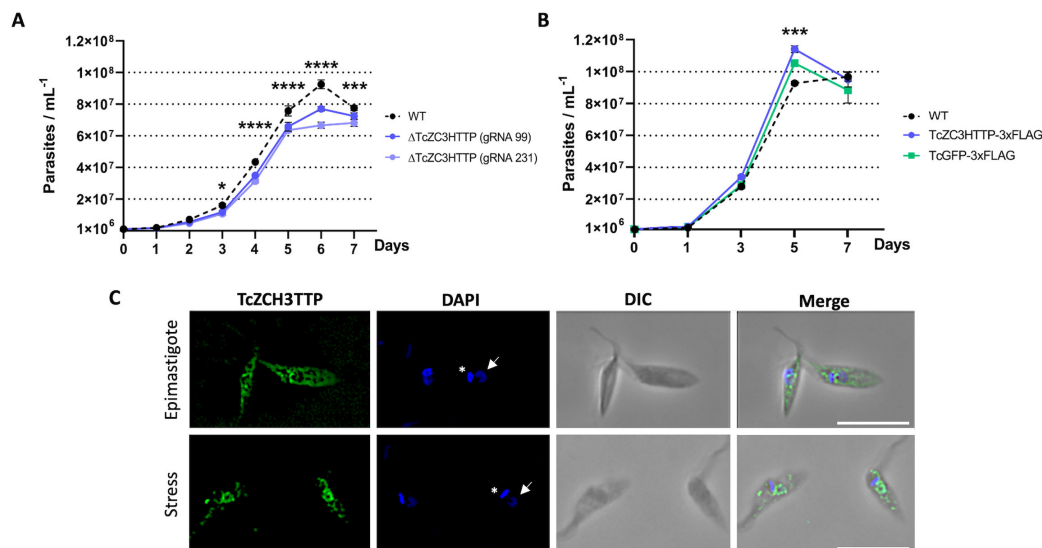 A
Parasites / mL⁻¹
1.2×10⁸
1×10⁸
8×10⁷
6×10⁷
4×10⁷
2×10⁷
1×10⁶
0 1 2 3 4 5 6 7 Days
* **** **** **** ***
WT
ΔTcZC3HTTP (gRNA 99)
ΔTcZC3HTTP (gRNA 231)
B
Parasites / mL⁻¹
1.2×10⁸
1×10⁸
8×10⁷
6×10⁷
4×10⁷
2×10⁷
1×10⁶
0 1 3 5 7 Days
***
WT
TcZC3HTTP-3xFLAG
TcGFP-3xFLAG
C
TcZCH3TTP DAPI DIC Merge
Epimastigote
*
Stress
*